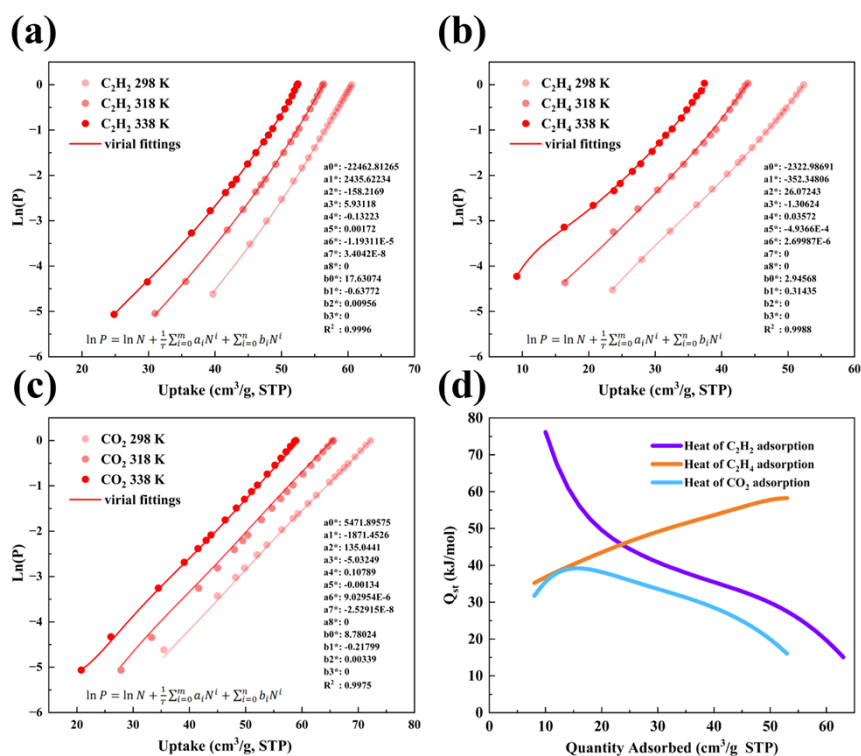 (a)
C₂H₂ 298 K
C₂H₂ 318 K
C₂H₂ 338 K
virial fittings
a0*: -22462.81265
a1*: 2435.62234
a2*: -158.2169
a3*: 5.93118
a4*: -0.13223
a5*: 0.00172
a6*: -1.19311E-5
a7*: 3.4042E-8
a8*: 0
b0*: 17.63074
b1*: -0.63772
b2*: 0.00956
b3*: 0
R² : 0.9996
ln P = ln N + 1/T ∑ᵢ₌₀ᵐ aᵢNⁱ + ∑ᵢ₌₀ⁿ bᵢNⁱ
Ln(P)
0
−1
−2
−3
−4
−5
−6
20 30 40 50 60 70
Uptake (cm³/g, STP)
(b)
C₂H₄ 298 K
C₂H₄ 318 K
C₂H₄ 338 K
virial fittings
a0*: -2322.98691
a1*: -352.34806
a2*: 26.07243
a3*: -1.30624
a4*: 0.03572
a5*: -4.9366E-4
a6*: 2.69987E-6
a7*: 0
a8*: 0
b0*: 2.94568
b1*: 0.31435
b2*: 0
b3*: 0
R² : 0.9988
ln P = ln N + 1/T ∑ᵢ₌₀ᵐ aᵢNⁱ + ∑ᵢ₌₀ⁿ bᵢNⁱ
Ln(P)
0
−1
−2
−3
−4
−5
−6
0 10 20 30 40 50 60
Uptake (cm³/g, STP)
(c)
CO₂ 298 K
CO₂ 318 K
CO₂ 338 K
virial fittings
a0*: 5471.89575
a1*: -1871.4526
a2*: 135.0441
a3*: -5.03249
a4*: 0.10789
a5*: -0.00134
a6*: 9.02954E-6
a7*: -2.52915E-8
a8*: 0
b0*: 8.78024
b1*: -0.21799
b2*: 0.00339
b3*: 0
R² : 0.9975
ln P = ln N + 1/T ∑ᵢ₌₀ᵐ aᵢNⁱ + ∑ᵢ₌₀ⁿ bᵢNⁱ
Ln(P)
1
0
−1
−2
−3
−4
−5
−6
20 30 40 50 60 70 80
Uptake (cm³/g, STP)
(d)
Heat of C₂H₂ adsorption
Heat of C₂H₄ adsorption
Heat of CO₂ adsorption
Qst (kJ/mol)
80
70
60
50
40
30
20
10
0
0 10 20 30 40 50 60
Quantity Adsorbed (cm³/g STP)